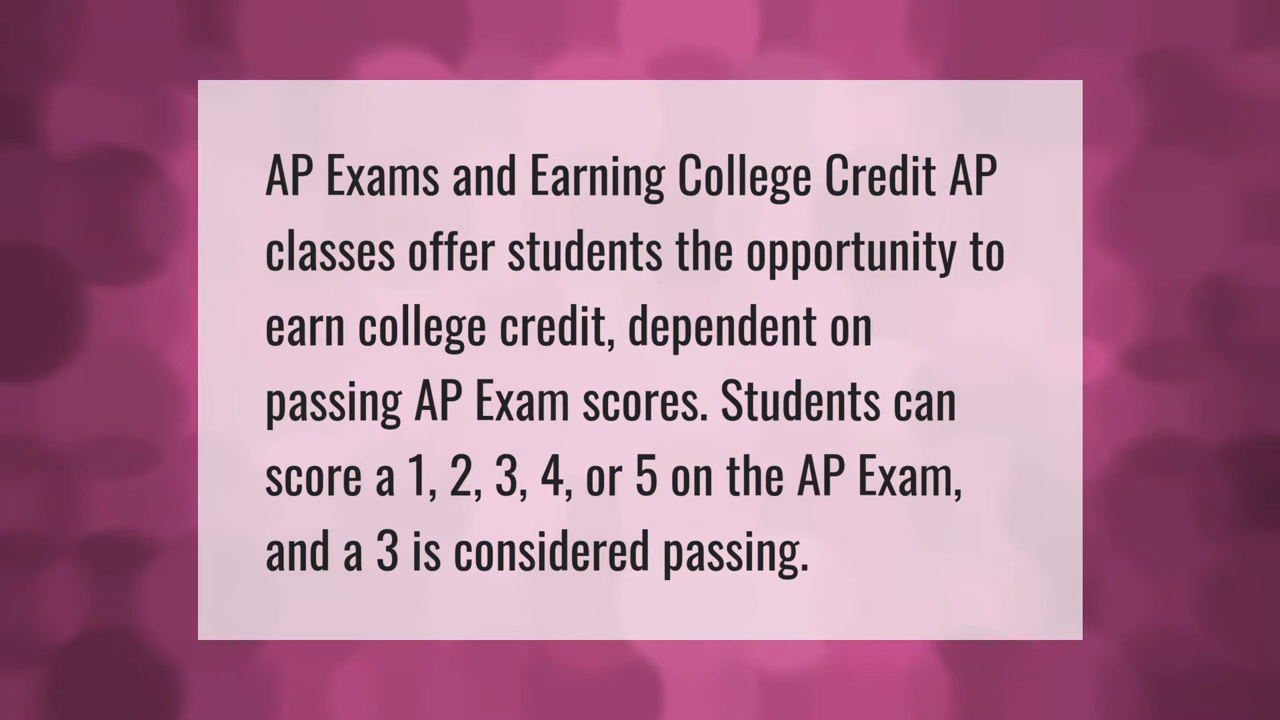 AP Exams and Earning College Credit AP
classes offer students the opportunity to
earn college credit, dependent on
passing AP Exam scores. Students can
score a 1, 2, 3, 4, or 5 on the AP Exam,
and a 3 is considered passing.